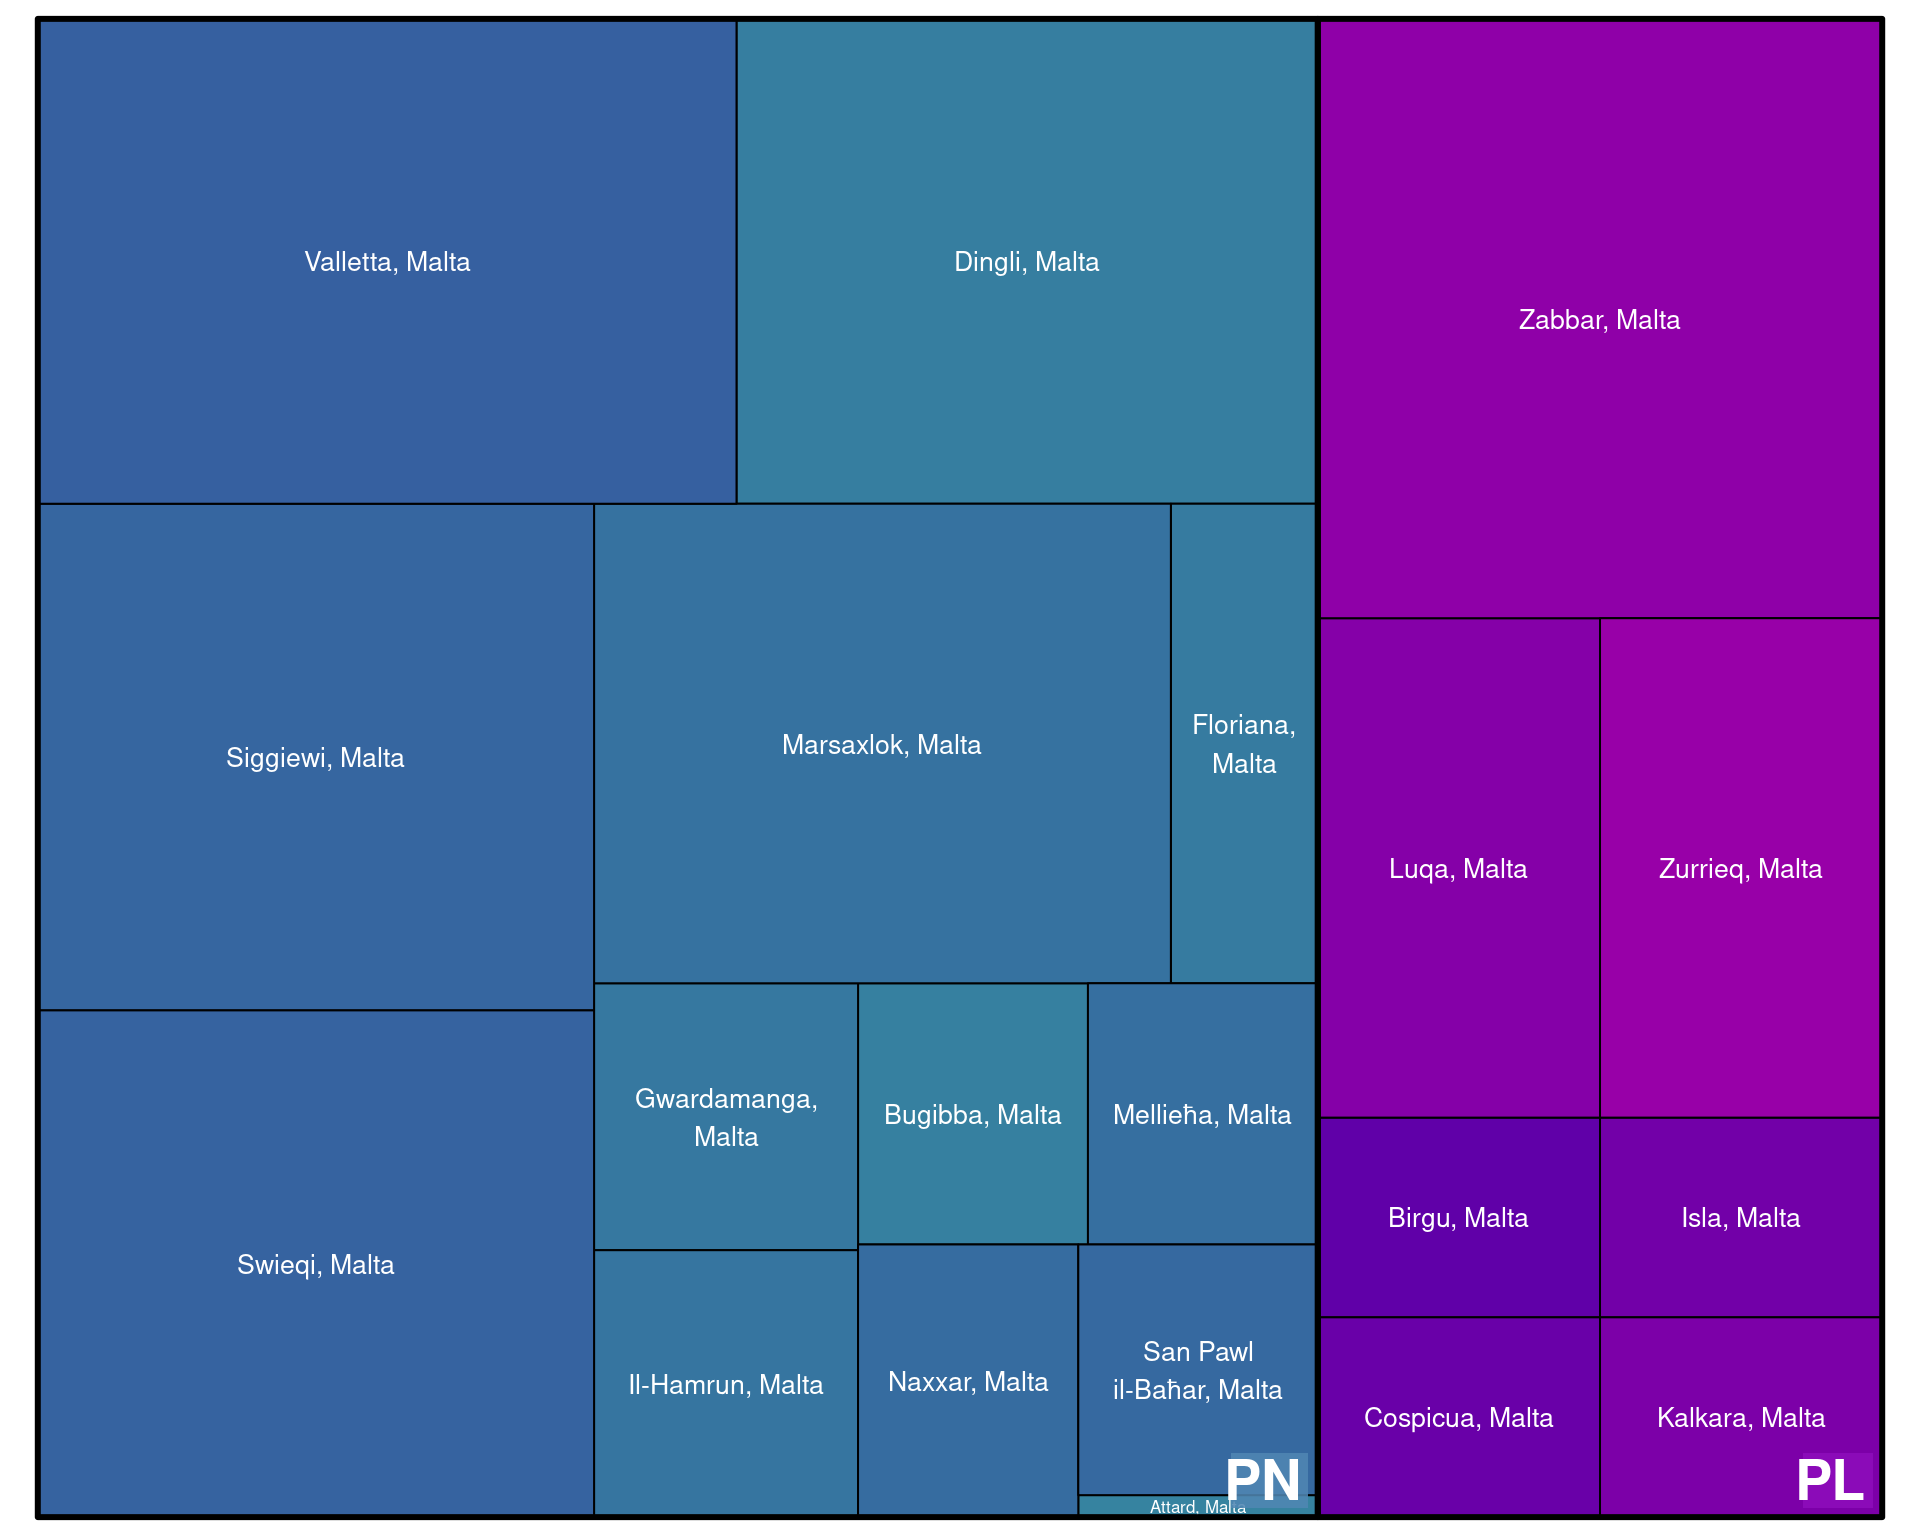 Valletta, Malta
Dingli, Malta
Zabbar, Malta
Siggiewi, Malta
Marsaxlok, Malta
Floriana,
Malta
Luqa, Malta
Zurrieq, Malta
Gwardamanga,
Malta
Bugibba, Malta
Mellieħa, Malta
Birgu, Malta
Isla, Malta
Swieqi, Malta
Il-Hamrun, Malta
Naxxar, Malta
San Pawl
il-Baħar, Malta
Cospicua, Malta
Kalkara, Malta
PN
PL
Attard, Malta